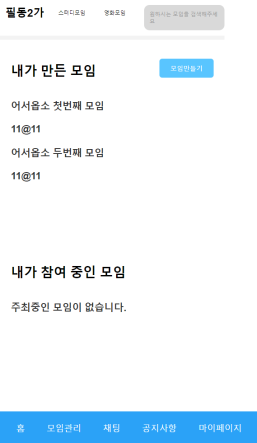 필동2가 스터디모임 영화모임 원하시는 모임을 검색해주세
요
내가 만든 모임 모임만들기
어서옵소 첫번째 모임
11@11
어서옵소 두번째 모임
11@11
내가 참여 중인 모임
주최중인 모임이 없습니다.
홈 모임관리 채팅 공지사항 마이페이지